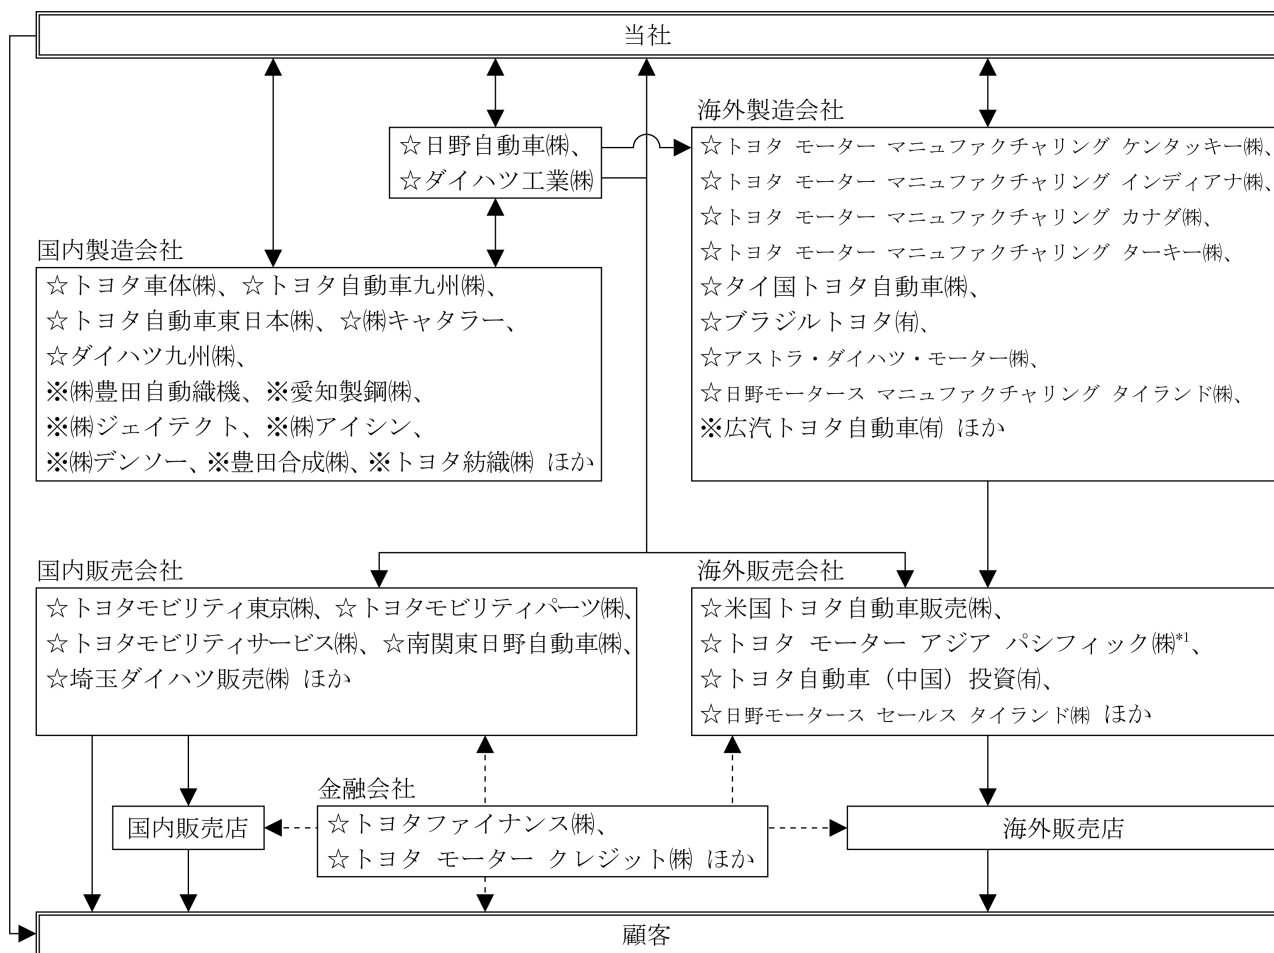 当社
☆日野自動車㈱、
☆ダイハツ工業㈱
海外製造会社
☆トヨタ モーター マニュファクチャリング ケンタッキー㈱、
☆トヨタ モーター マニュファクチャリング インディアナ㈱、
☆トヨタ モーター マニュファクチャリング カナダ㈱、
☆トヨタ モーター マニュファクチャリング ターキー㈱、
☆タイ国トヨタ自動車㈱、
☆ブラジルトヨタ㈲、
☆アストラ・ダイハツ・モーター㈱、
☆日野モータース マニュファクチャリング タイランド㈱、
※広汽トヨタ自動車㈲ ほか
国内製造会社
☆トヨタ車体㈱、☆トヨタ自動車九州㈱、
☆トヨタ自動車東日本㈱、☆㈱キャタラー、
☆ダイハツ九州㈱、
※㈱豊田自動織機、※愛知製鋼㈱、
※㈱ジェイテクト、※㈱アイシン、
※㈱デンソー、※豊田合成㈱、※トヨタ紡織㈱ ほか
国内販売会社
☆トヨタモビリティ東京㈱、☆トヨタモビリティパーツ㈱、
☆トヨタモビリティサービス㈱、☆南関東日野自動車㈱、
☆埼玉ダイハツ販売㈱ ほか
海外販売会社
☆米国トヨタ自動車販売㈱、
☆トヨタ モーター アジア パシフィック㈱*1、
☆トヨタ自動車（中国）投資㈲、
☆日野モータース セールス タイランド㈱ ほか
金融会社
☆トヨタファイナンス㈱、
☆トヨタ モーター クレジット㈱ ほか
国内販売店
海外販売店
顧客